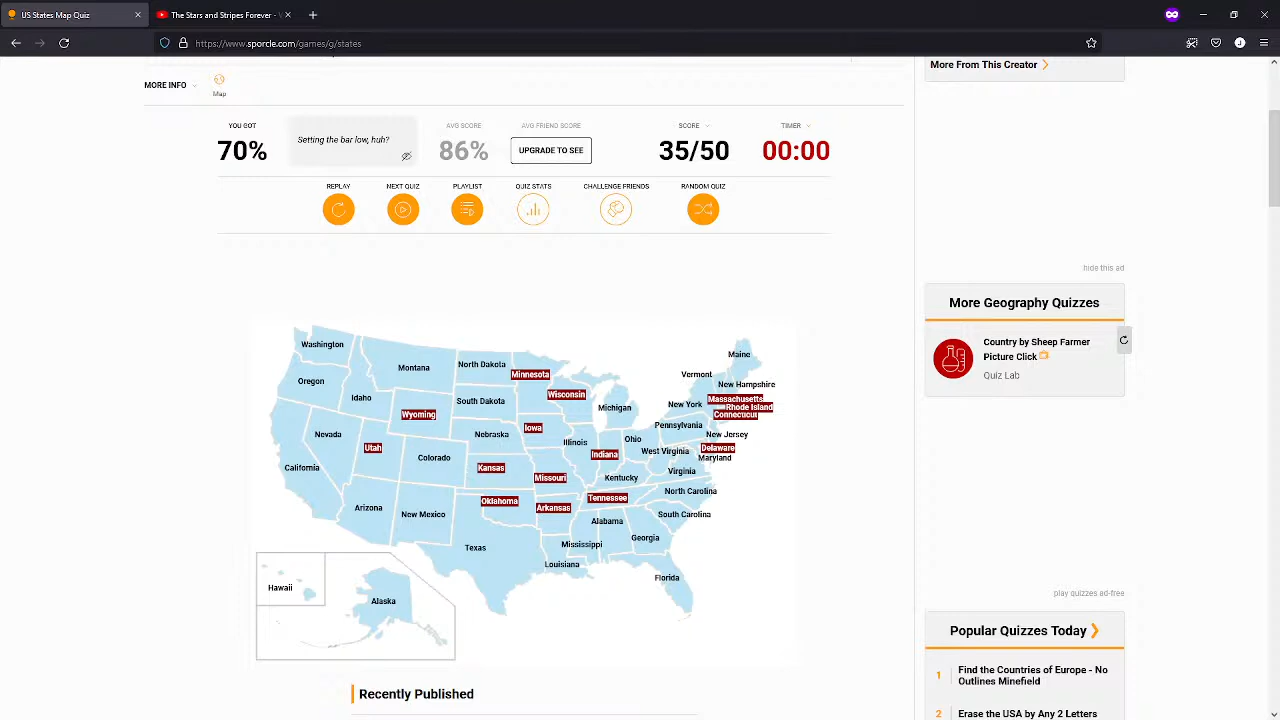 US States Map Quiz
The Stars and Stripes Forever -
https://www.sporcle.com/games/g/states
MORE INFO
Map
More From This Creator
YOU GOT
70%
Setting the bar low, huh?
AVG SCORE
86%
AVG FRIEND SCORE
UPGRADE TO SEE
SCORE
35/50
TIMER
00:00
REPLAY
NEXT QUIZ
PLAYLIST
QUIZ STATS
CHALLENGE FRIENDS
RANDOM QUIZ
hide this ad
More Geography Quizzes
Country by Sheep Farmer
Picture Click
Quiz Lab
Washington
Oregon
Idaho
Montana
North Dakota
Minnesota
Wisconsin
Michigan
Maine
Vermont
New Hampshire
Massachusetts
Rhode Island
Connecticut
New York
South Dakota
Wyoming
Nevada
Utah
Colorado
Nebraska
Iowa
Illinois
Indiana
Ohio
Pennsylvania
New Jersey
Delaware
Maryland
West Virginia
Virginia
California
Kansas
Missouri
Kentucky
Arizona
New Mexico
Oklahoma
Arkansas
Tennessee
North Carolina
South Carolina
Alabama
Georgia
Mississippi
Texas
Louisiana
Florida
Hawaii
Alaska
play quizzes ad-free
Popular Quizzes Today
1
Find the Countries of Europe - No
Outlines Minefield
2
Erase the USA by Any 2 Letters
Recently Published